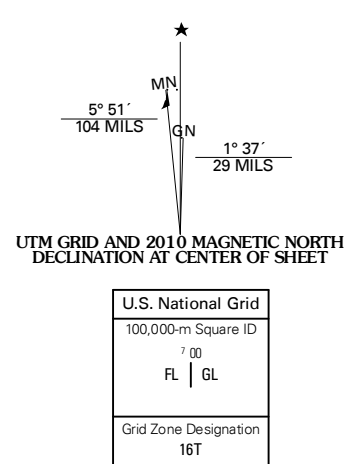 ★
MN
5° 51´
104 MILS
GN
1° 37´
29 MILS
UTM GRID AND 2010 MAGNETIC NORTH
DECLINATION AT CENTER OF SHEET
U.S. National Grid
100,000-m Square ID
7 00
FL | GL
Grid Zone Designation
16T